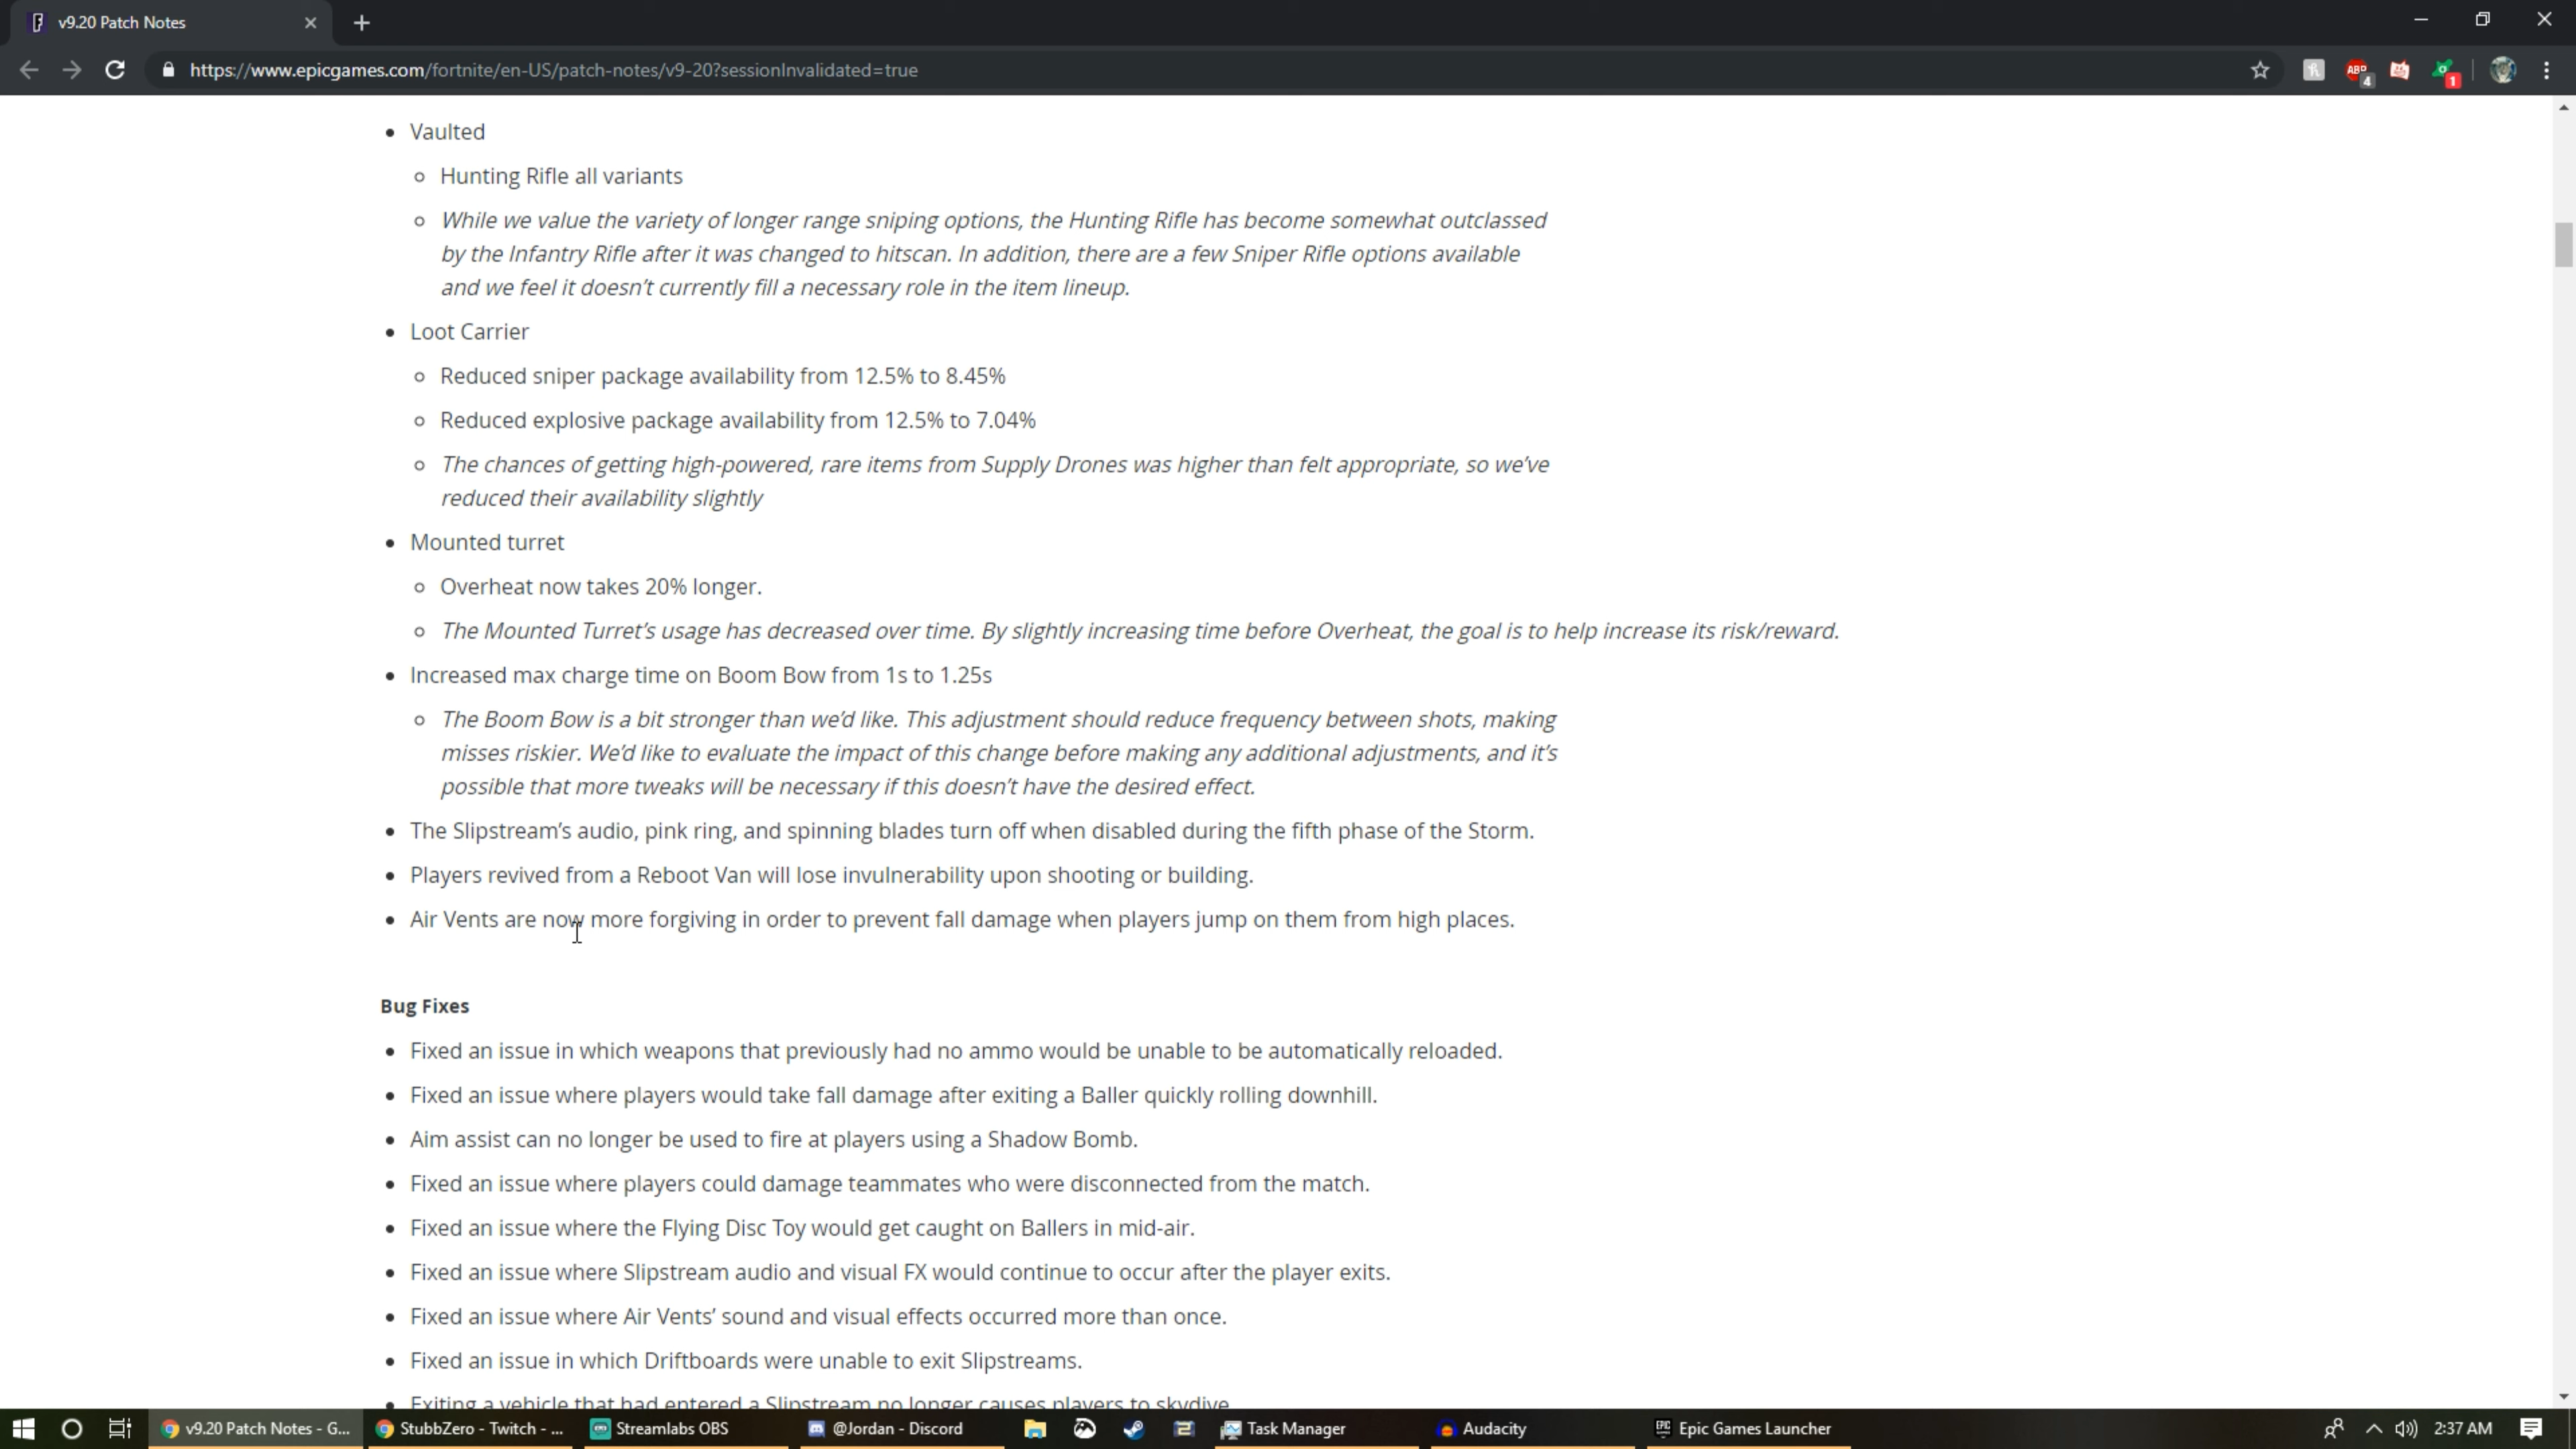 v9.20 Patch Notes
https://www.epicgames.com/fortnite/en-US/patch-notes/v9-20?sessionInvalidated=true
ABP
4
1
• Vaulted
○ Hunting Rifle all variants
○ While we value the variety of longer range sniping options, the Hunting Rifle has become somewhat outclassed
by the Infantry Rifle after it was changed to hitscan. In addition, there are a few Sniper Rifle options available
and we feel it doesn't currently fill a necessary role in the item lineup.
• Loot Carrier
○ Reduced sniper package availability from 12.5% to 8.45%
○ Reduced explosive package availability from 12.5% to 7.04%
○ The chances of getting high-powered, rare items from Supply Drones was higher than felt appropriate, so we've
reduced their availability slightly
• Mounted turret
○ Overheat now takes 20% longer.
○ The Mounted Turret's usage has decreased over time. By slightly increasing time before Overheat, the goal is to help increase its risk/reward.
• Increased max charge time on Boom Bow from 1s to 1.25s
○ The Boom Bow is a bit stronger than we'd like. This adjustment should reduce frequency between shots, making
misses riskier. We'd like to evaluate the impact of this change before making any additional adjustments, and it's
possible that more tweaks will be necessary if this doesn't have the desired effect.
• The Slipstream's audio, pink ring, and spinning blades turn off when disabled during the fifth phase of the Storm.
• Players revived from a Reboot Van will lose invulnerability upon shooting or building.
• Air Vents are now more forgiving in order to prevent fall damage when players jump on them from high places.
Bug Fixes
• Fixed an issue in which weapons that previously had no ammo would be unable to be automatically reloaded.
• Fixed an issue where players would take fall damage after exiting a Baller quickly rolling downhill.
• Aim assist can no longer be used to fire at players using a Shadow Bomb.
• Fixed an issue where players could damage teammates who were disconnected from the match.
• Fixed an issue where the Flying Disc Toy would get caught on Ballers in mid-air.
• Fixed an issue where Slipstream audio and visual FX would continue to occur after the player exits.
• Fixed an issue where Air Vents' sound and visual effects occurred more than once.
• Fixed an issue in which Driftboards were unable to exit Slipstreams.
• Exiting a vehicle that had entered a Slipstream no longer causes players to skydive
v9.20 Patch Notes - G... StubbZero - Twitch - ... Streamlabs OBS @Jordan - Discord Task Manager Audacity Epic Games Launcher 2:37 AM